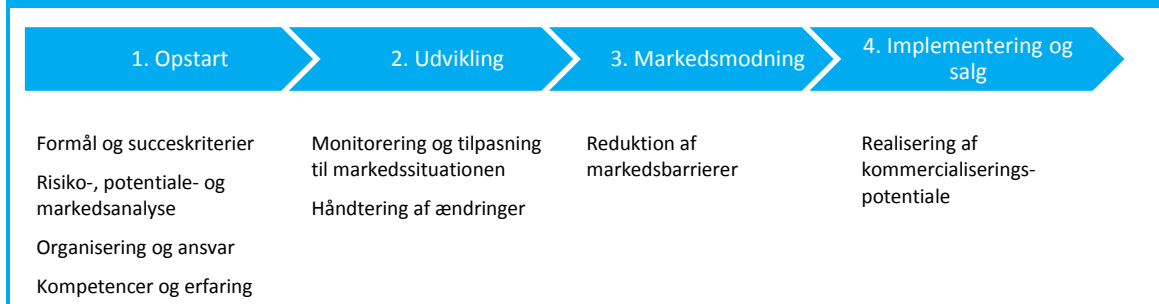 1. Opstart
2. Udvikling
3. Markedsmodning
4. Implementering og
salg
Formål og succeskriterier
Risiko-, potentiale- og
markedsanalyse
Organisering og ansvar
Kompetencer og erfaring
Monitorering og tilpasning
til markedssituationen
Håndtering af ændringer
Reduktion af
markedsbarrierer
Realisering af
kommercialiserings-
potentiale